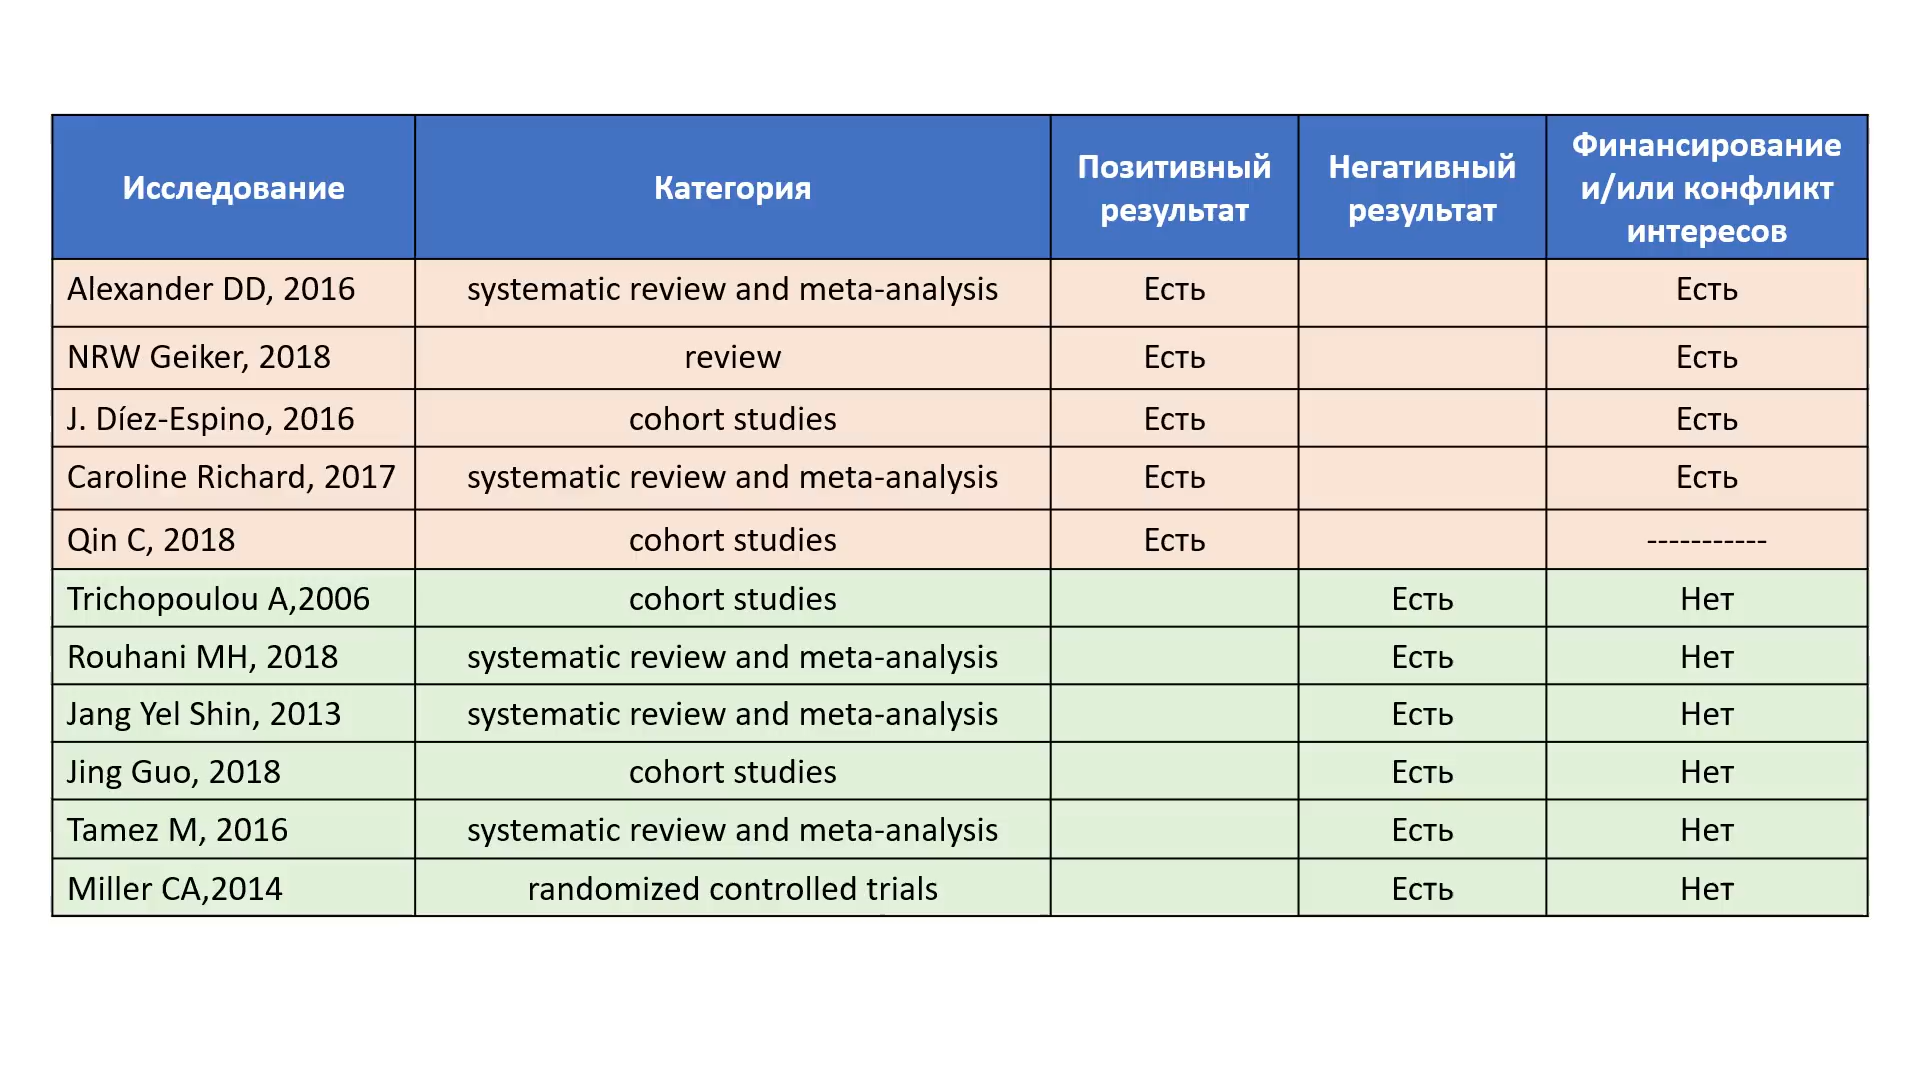 Исследование
Категория
Позитивный
результат
Негативный
результат
Финансирование
и/или конфликт
интересов
Alexander DD, 2016
systematic review and meta-analysis
Есть
Есть
NRW Geiker, 2018
review
Есть
Есть
J. Díez-Espino, 2016
cohort studies
Есть
Есть
Caroline Richard, 2017
systematic review and meta-analysis
Есть
Есть
Qin C, 2018
cohort studies
Есть
-----------
Trichopoulou A,2006
cohort studies
Есть
Нет
Rouhani MH, 2018
systematic review and meta-analysis
Есть
Нет
Jang Yel Shin, 2013
systematic review and meta-analysis
Есть
Нет
Jing Guo, 2018
cohort studies
Есть
Нет
Tamez M, 2016
systematic review and meta-analysis
Есть
Нет
Miller CA,2014
randomized controlled trials
Есть
Нет